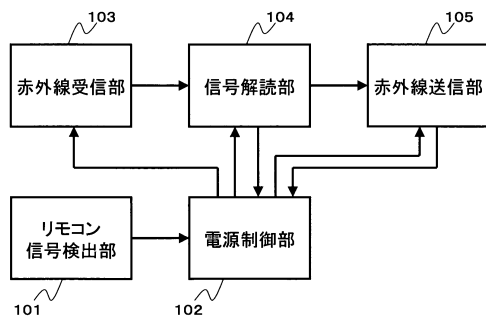 103
104
105
赤外線受信部
信号解読部
赤外線送信部
リモコン
信号検出部
電源制御部
101
102